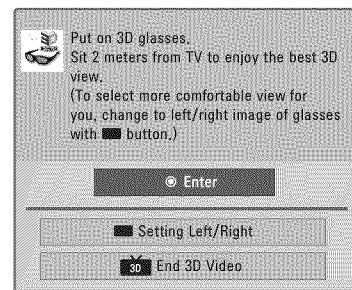 3D
Put on 3D glasses.
Sit 2 meters from TV to enjoy the best 3D
view.
(To select more comfortable view for
you, change to left/right image of glasses
with button.)
Enter
Setting Left/Right
3D End 3D Video